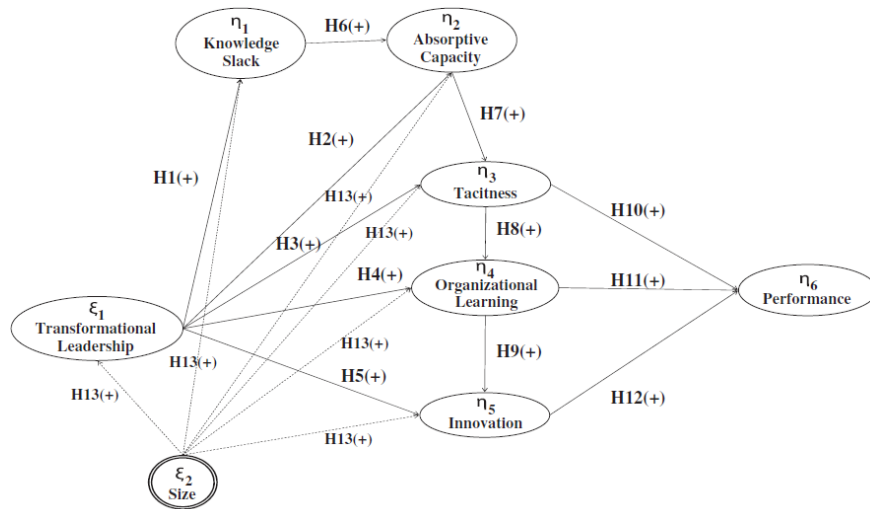 η1
Knowledge
Slack
H6(+)
η2
Absorptive
Capacity
H7(+)
H2(+)
H1(+)
H13(+)
η3
Tacitness
H10(+)
H13(+)
H3(+)
H8(+)
H4(+)
η4
Organizational
Learning
H11(+)
η6
Performance
ξ1
Transformational
Leadership
H13(+)
H13(+)
H9(+)
H5(+)
H13(+)
η5
Innovation
H12(+)
H13(+)
ξ2
Size